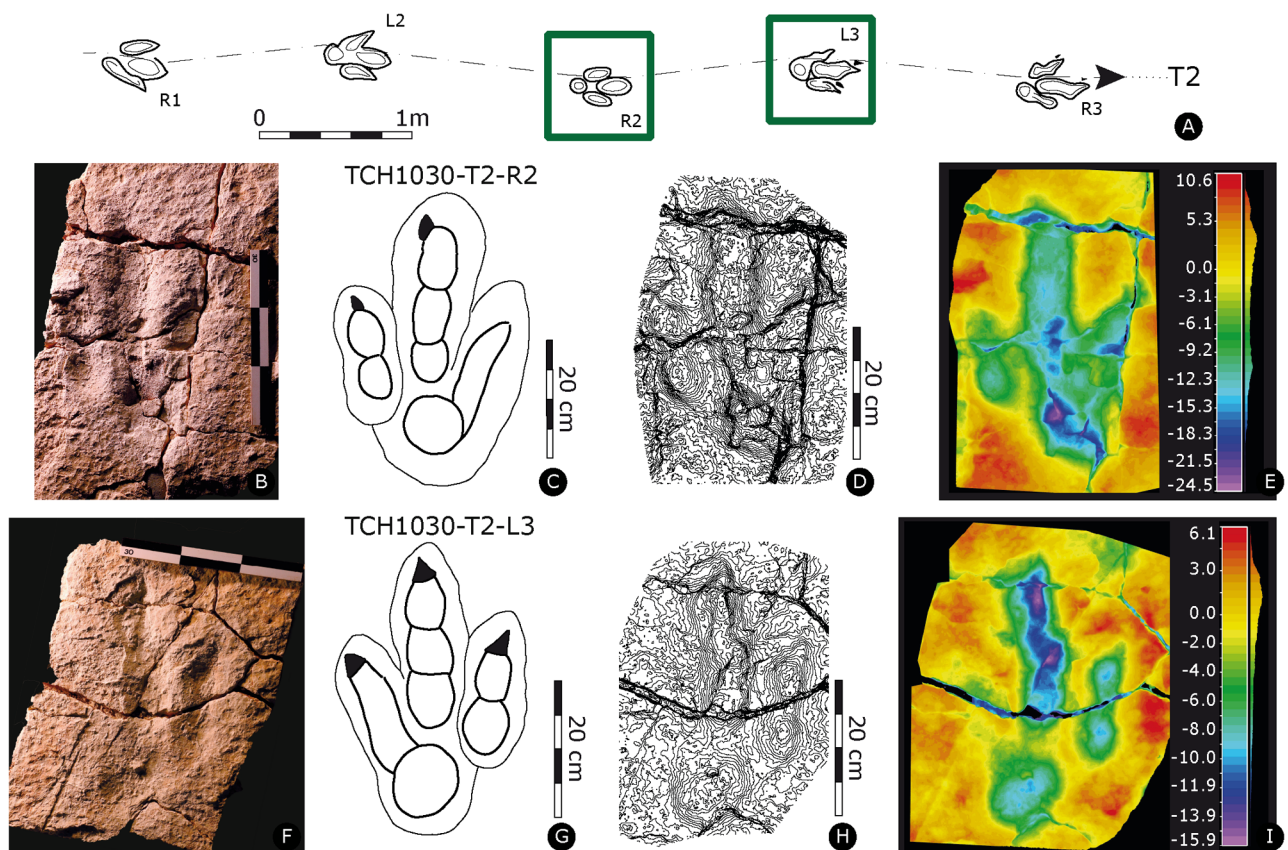 L2
L3
R1
R2
R3
T2
0 1m
A
TCH1030-T2-R2
30
B
20 cm
C
20 cm
D
10.6
5.3
0.0
-3.1
-6.1
-9.2
-12.3
-15.3
-18.3
-21.5
-24.5
E
TCH1030-T2-L3
30
F
20 cm
G
20 cm
H
6.1
3.0
0.0
-2.0
-4.0
-6.0
-8.0
-10.0
-11.9
-13.9
-15.9
I